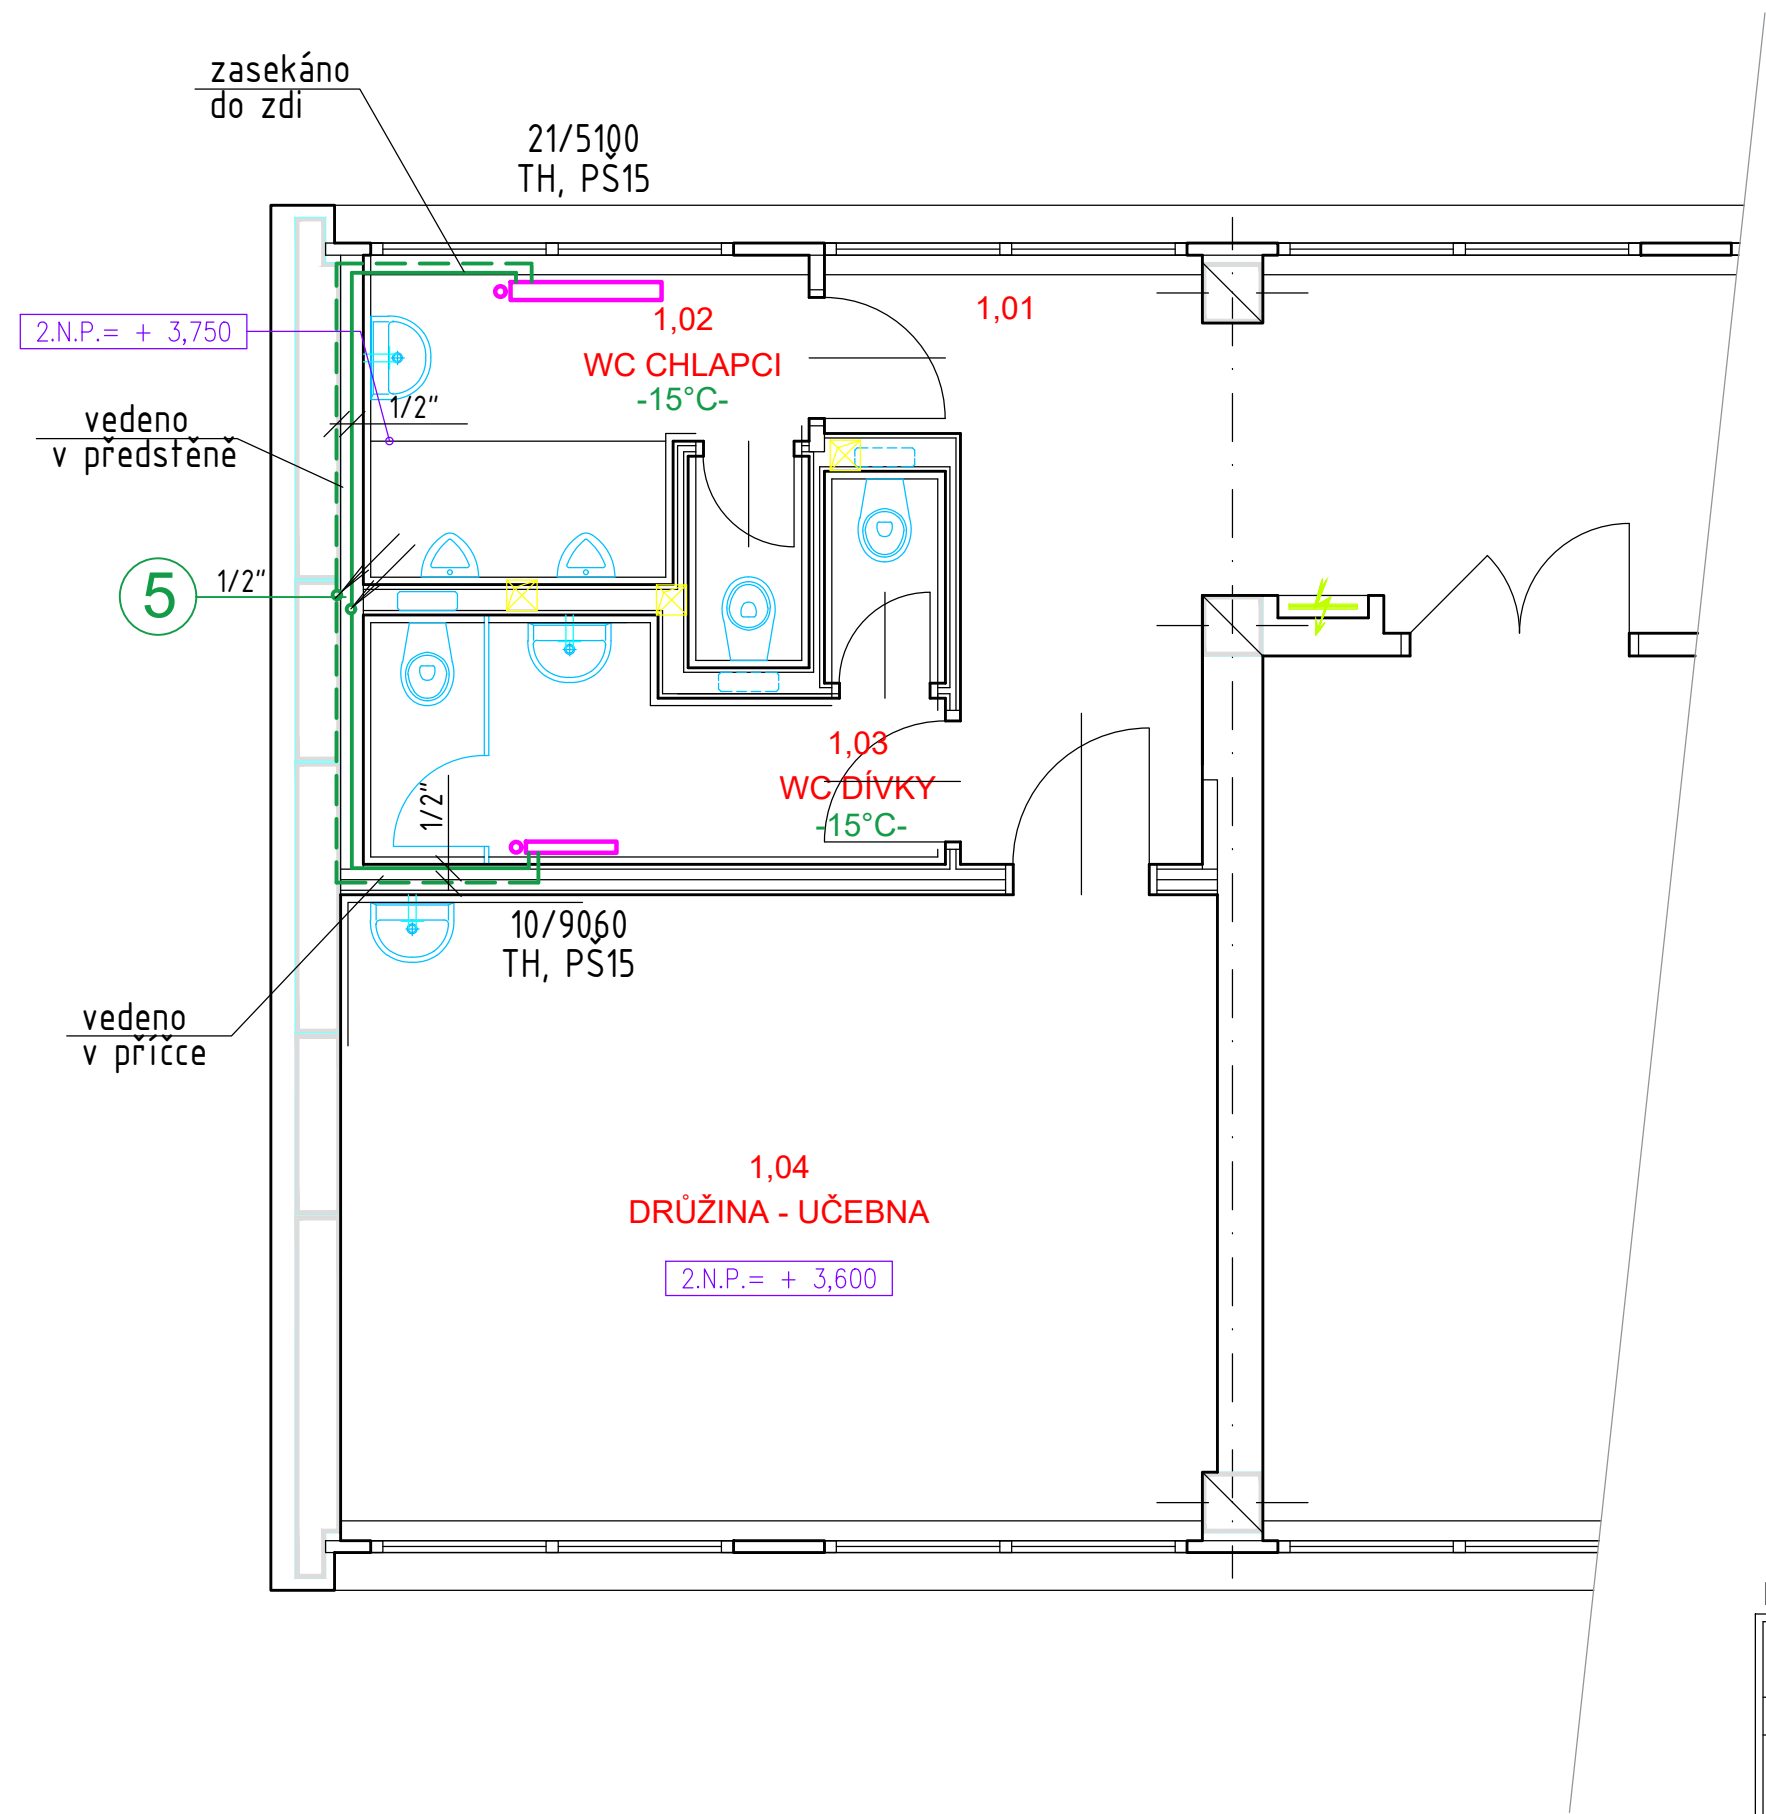 zasekáno
do zdi
21/5100
TH, PŠ15
2.N.P.= + 3,750
1,02
WC CHLAPCI
-15°C-
1,01
1/2"
vedeno
v předstěně
5
1/2"
1,03
WC DÍVKY
-15°C-
1/2"
10/9060
TH, PŠ15
vedeno
v příčce
1,04
DRŮŽINA - UČEBNA
2.N.P.= + 3,600